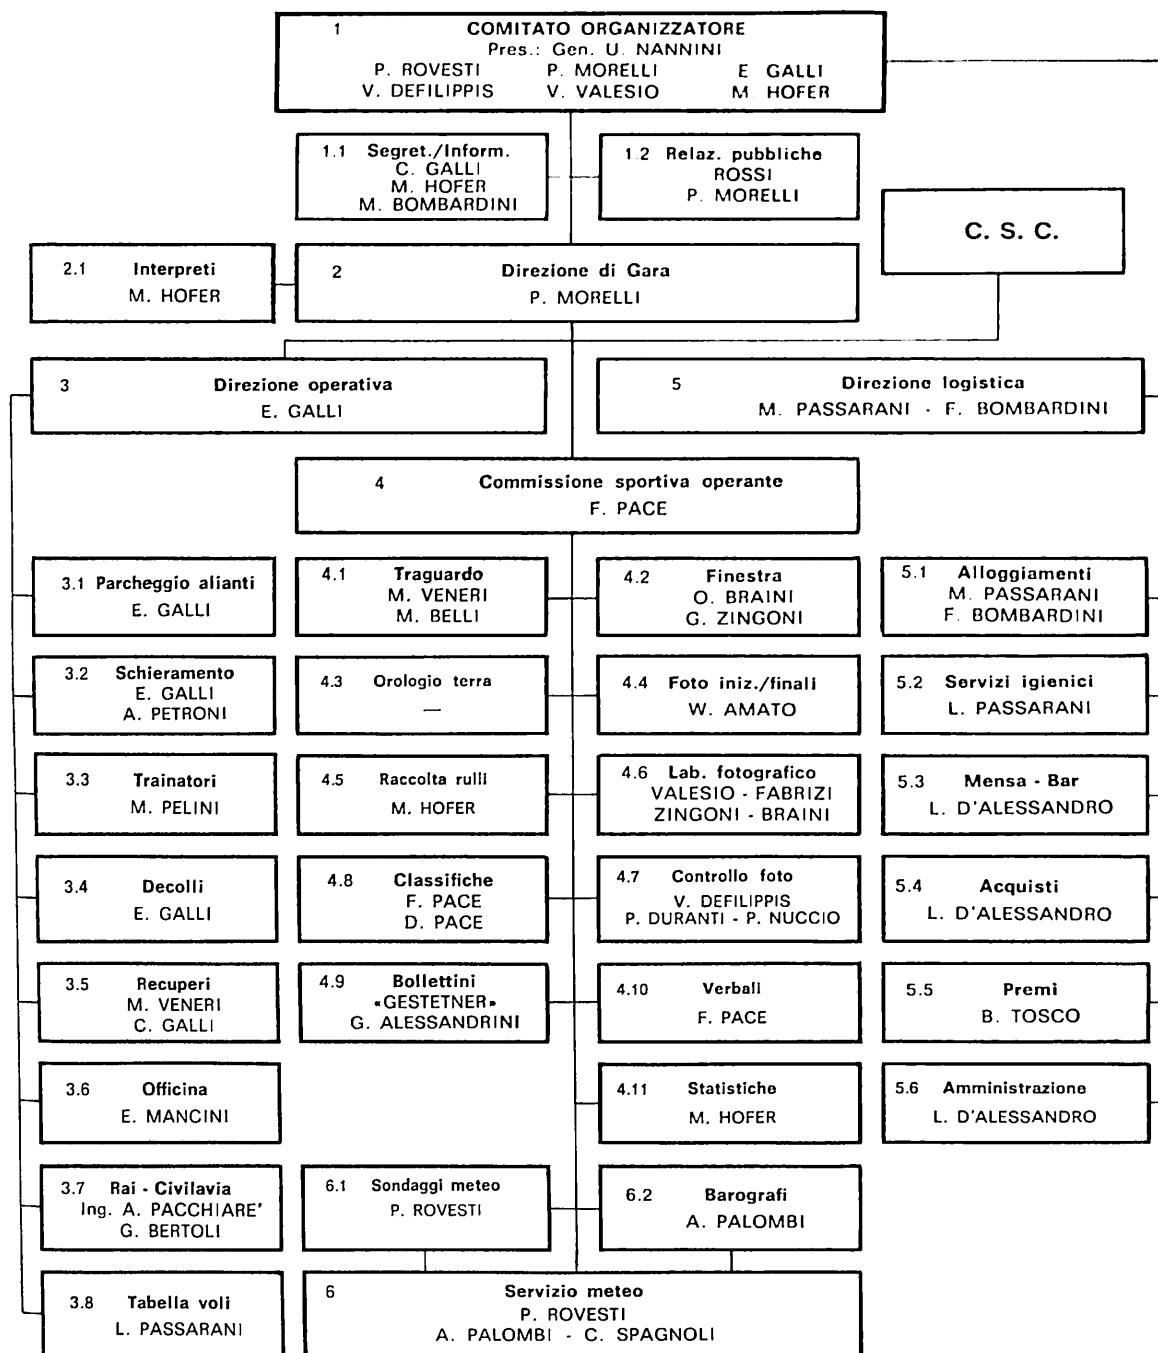 1 COMITATO ORGANIZZATORE
Pres.: Gen. U. NANNINI
P. ROVESTI P. MORELLI E GALLI
V. DEFILIPPIS V. VALESIO M HOFER
1.1 Segret./Inform.
C. GALLI
M. HOFER
M. BOMBARDINI
1.2 Relaz. pubbliche
ROSSI
P. MORELLI
C. S. C.
2.1 Interpreti
M. HOFER
2 Direzione di Gara
P. MORELLI
3 Direzione operativa
E. GALLI
5 Direzione logistica
M. PASSARANI - F. BOMBARDINI
4 Commissione sportiva operante
F. PACE
3.1 Parcheggio alianti
E. GALLI
4.1 Traguardo
M. VENERI
M. BELLI
4.2 Finestra
O. BRAINI
G. ZINGONI
5.1 Alloggiamenti
M. PASSARANI
F. BOMBARDINI
3.2 Schieramento
E. GALLI
A. PETRONI
4.3 Orologio terra
—
4.4 Foto iniz./finali
W. AMATO
5.2 Servizi igienici
L. PASSARANI
3.3 Trainatori
M. PELINI
4.5 Raccolta rulli
M. HOFER
4.6 Lab. fotografico
VALESIO - FABRIZI
ZINGONI - BRAINI
5.3 Mensa - Bar
L. D'ALESSANDRO
3.4 Decolli
E. GALLI
4.8 Classifiche
F. PACE
D. PACE
4.7 Controllo foto
V. DEFILIPPIS
P. DURANTI - P. NUCCIO
5.4 Acquisti
L. D'ALESSANDRO
3.5 Recuperi
M. VENERI
C. GALLI
4.9 Bollettini
«GESTETNER»
G. ALESSANDRINI
4.10 Verbali
F. PACE
5.5 Premi
B. TOSCO
3.6 Officina
E. MANCINI
4.11 Statistiche
M. HOFER
5.6 Amministrazione
L. D'ALESSANDRO
3.7 Rai - Civilavia
Ing. A. PACCHIARE'
G. BERTOLI
6.1 Sondaggi meteo
P. ROVESTI
6.2 Barografi
A. PALOMBI
3.8 Tabella voli
L. PASSARANI
6 Servizio meteo
P. ROVESTI
A. PALOMBI - C. SPAGNOLI